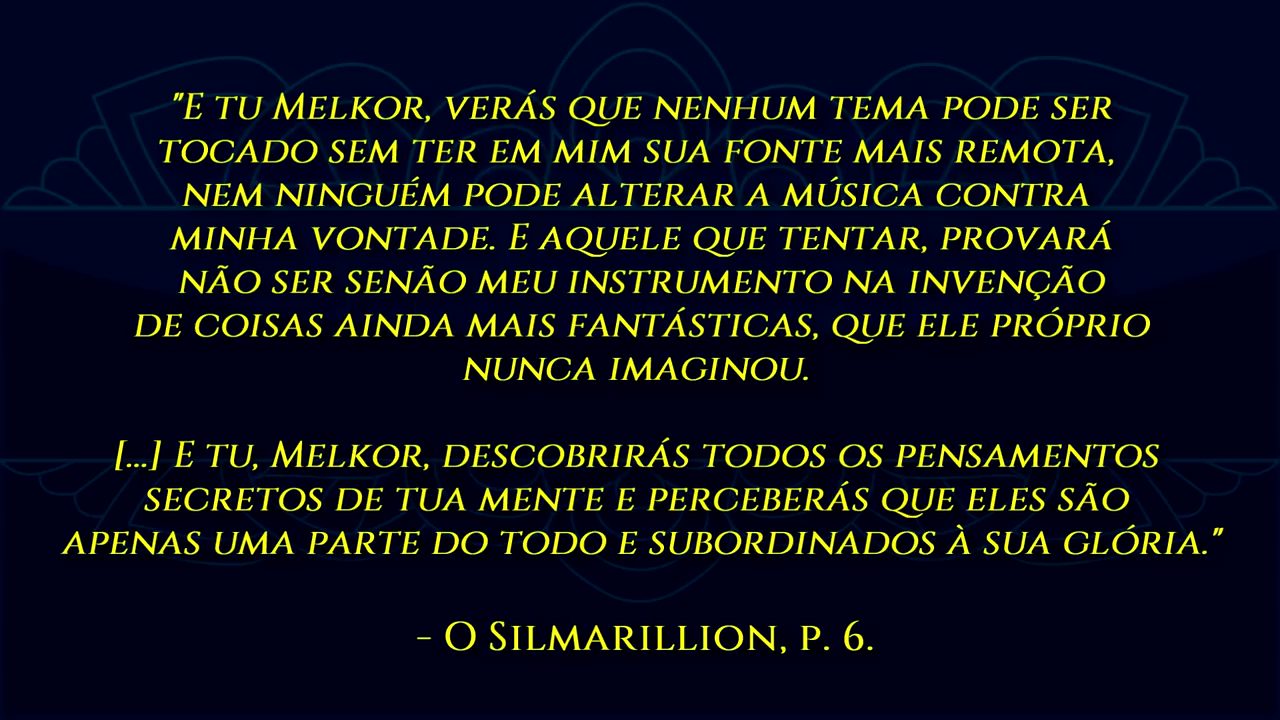 "E tu Melkor, verás que nenhum tema pode ser
tocado sem ter em mim sua fonte mais remota,
nem ninguém pode alterar a música contra
minha vontade. E aquele que tentar, provará
não ser senão meu instrumento na invenção
de coisas ainda mais fantásticas, que ele próprio
nunca imaginou.
[...] E tu, Melkor, descobrirás todos os pensamentos
secretos de tua mente e perceberás que eles são
apenas uma parte do todo e subordinados à sua glória."
- O Silmarillion, p. 6.